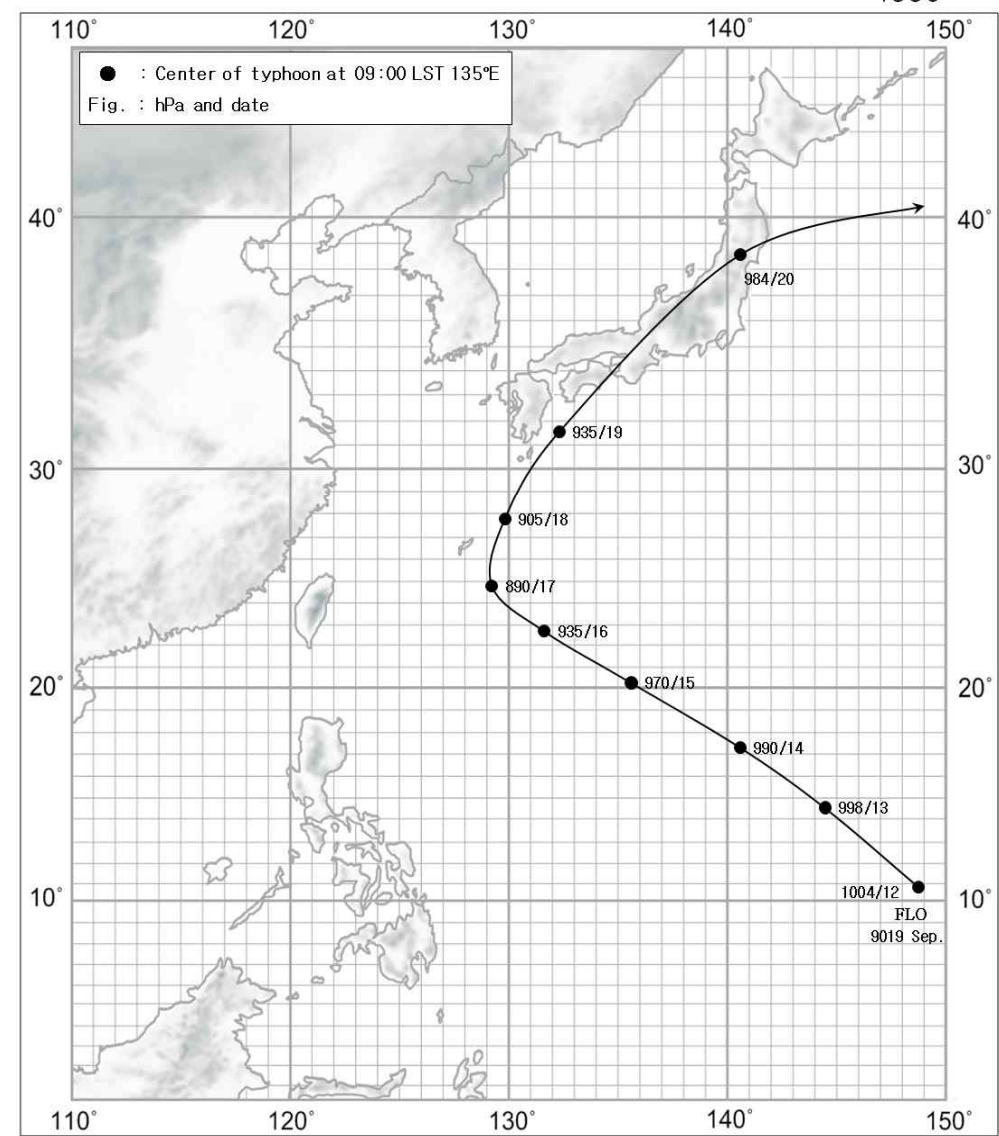 110° 120° 130° 140° 150°
● : Center of typhoon at 09:00 LST 135°E
Fig. : hPa and date
40° 40°
984/20
935/19
30° 30°
905/18
890/17
935/16
20° 970/15 20°
990/14
998/13
10° 1004/12 10°
FLO
9019 Sep.
110° 120° 130° 140° 150°